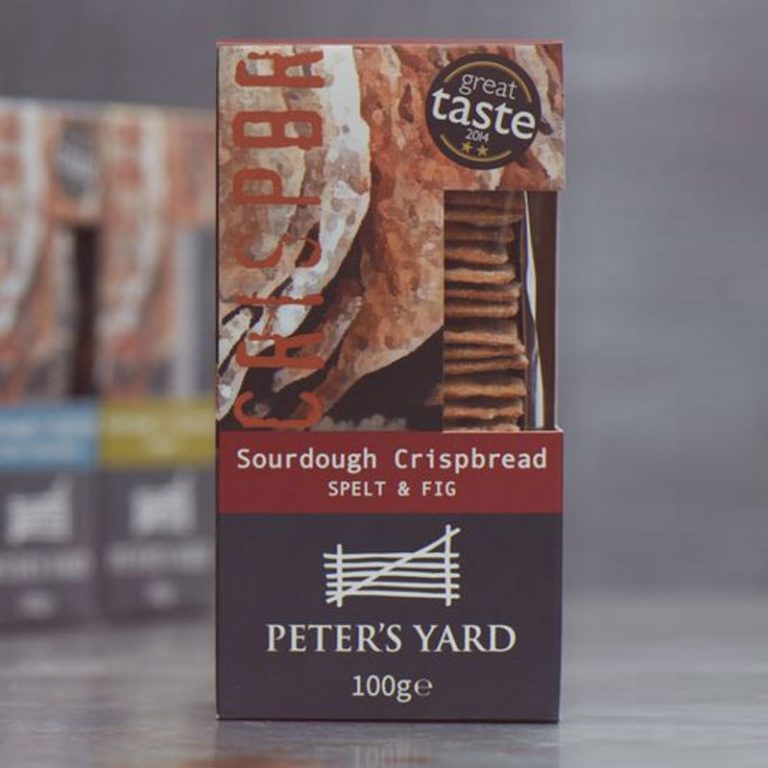 CRISPBR
great
taste
2014
Sourdough Crispbread
SPELT & FIG
PETER'S YARD
100g℮